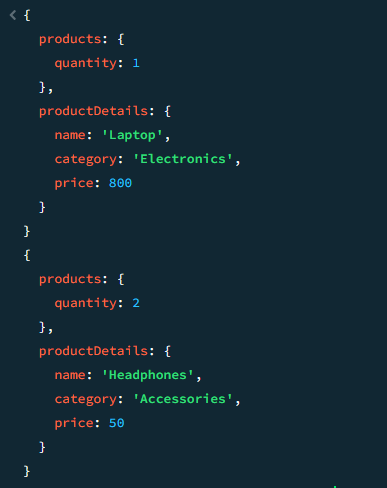 {
  products: {
    quantity: 1
  },
  productDetails: {
    name: 'Laptop',
    category: 'Electronics',
    price: 800
  }
}
{
  products: {
    quantity: 2
  },
  productDetails: {
    name: 'Headphones',
    category: 'Accessories',
    price: 50
  }
}